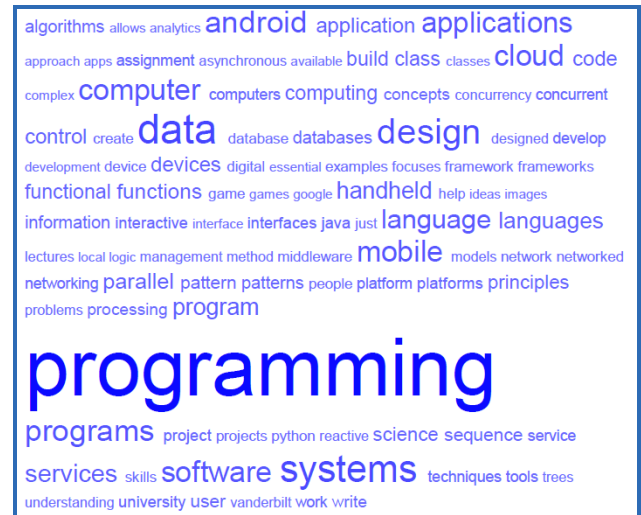 algorithms allows analytics android application applications
approach apps assignment asynchronous available build class classes cloud code
complex computer computers computing concepts concurrency concurrent
control create data database databases design designed develop
development device devices digital essential examples focuses framework frameworks
functional functions game games google handheld help ideas images
information interactive interface interfaces java just language languages
lectures local logic management method middleware mobile models network networked
networking parallel pattern patterns people platform platforms principles
problems processing program
programming
programs project projects python reactive science sequence service
services skills software systems techniques tools trees
understanding university user vanderbilt work write